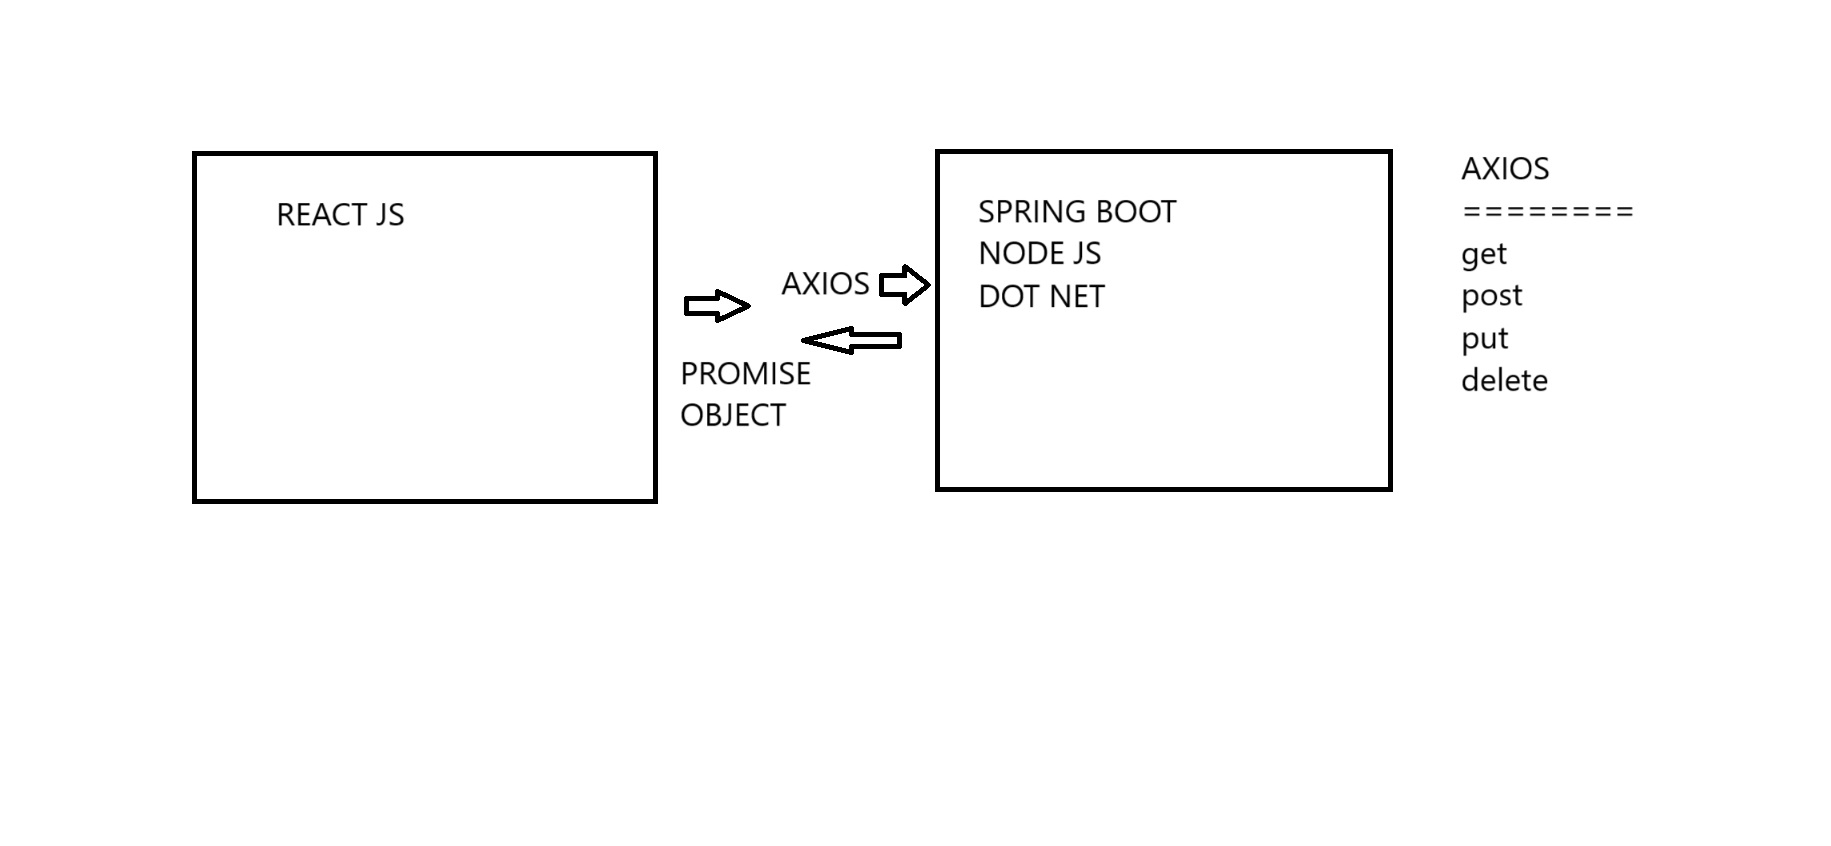 REACT JS
AXIOS
PROMISE
OBJECT
SPRING BOOT
NODE JS
DOT NET
AXIOS
========
get
post
put
delete